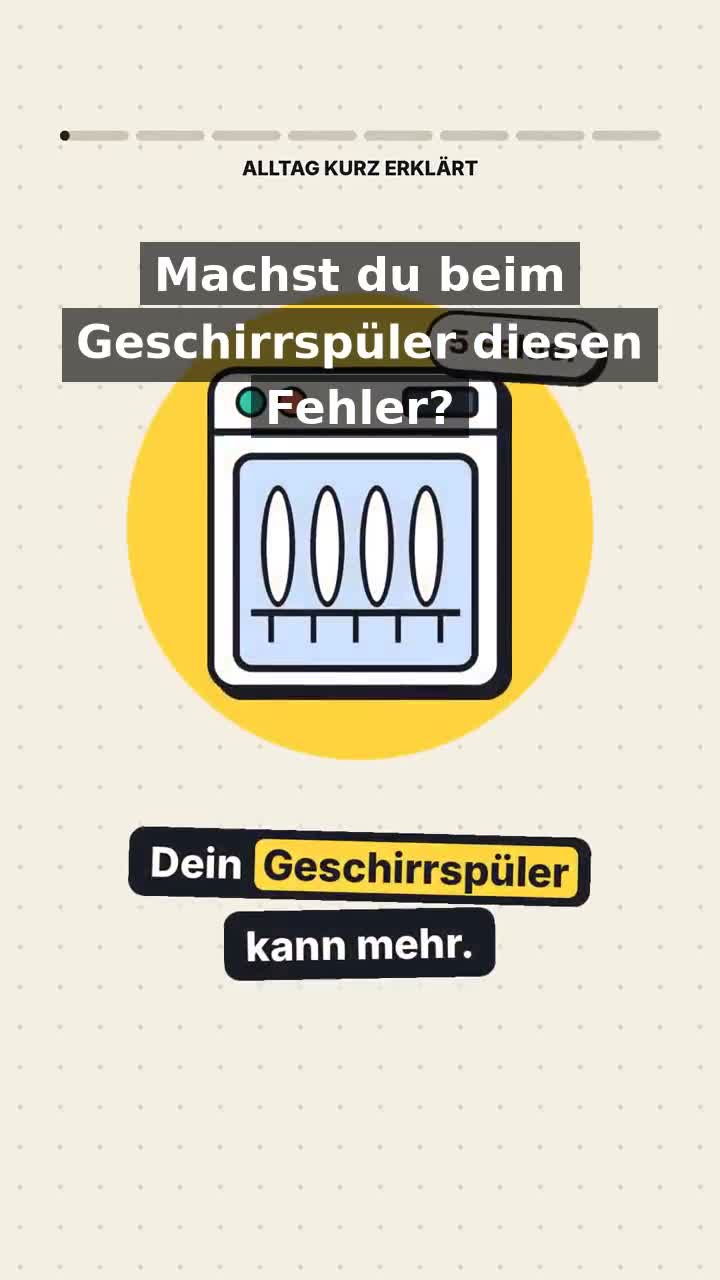 ALLTAG KURZ ERKLÄRT
Machst du beim
Geschirrspüler diesen
Fehler?
Dein Geschirrspüler
kann mehr.